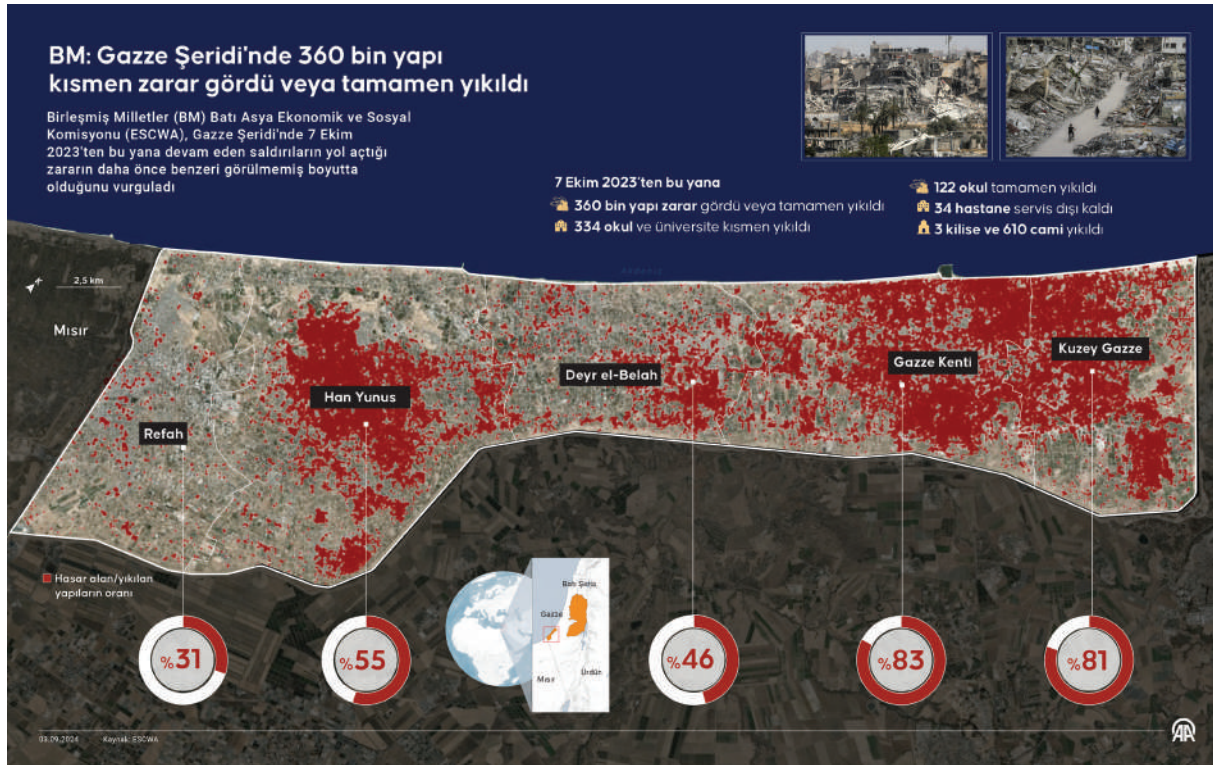 BM: Gazze Şeridi'nde 360 bin yapı
kısmen zarar gördü veya tamamen yıkıldı
Birleşmiş Milletler (BM) Batı Asya Ekonomik ve Sosyal
Komisyonu (ESCWA), Gazze Şeridi'nde 7 Ekim
2023'ten bu yana devam eden saldırıların yol açtığı
zararın daha önce benzeri görülmemiş boyutta
olduğunu vurguladı
7 Ekim 2023'ten bu yana
360 bin yapı zarar gördü veya tamamen yıkıldı
334 okul ve üniversite kısmen yıkıldı
122 okul tamamen yıkıldı
34 hastane servis dışı kaldı
3 kilise ve 610 cami yıkıldı
2,5 km
Mısır
Refah
Han Yunus
Deyr el-Belah
Gazze Kenti
Kuzey Gazze
Hasar alan/yıkılan
yapıların oranı
%31
%55
Batı Şeria
Gazze
Mısır
Ürdün
%46
%83
%81
03.09.2024
Kaynak: ESCWA
AA